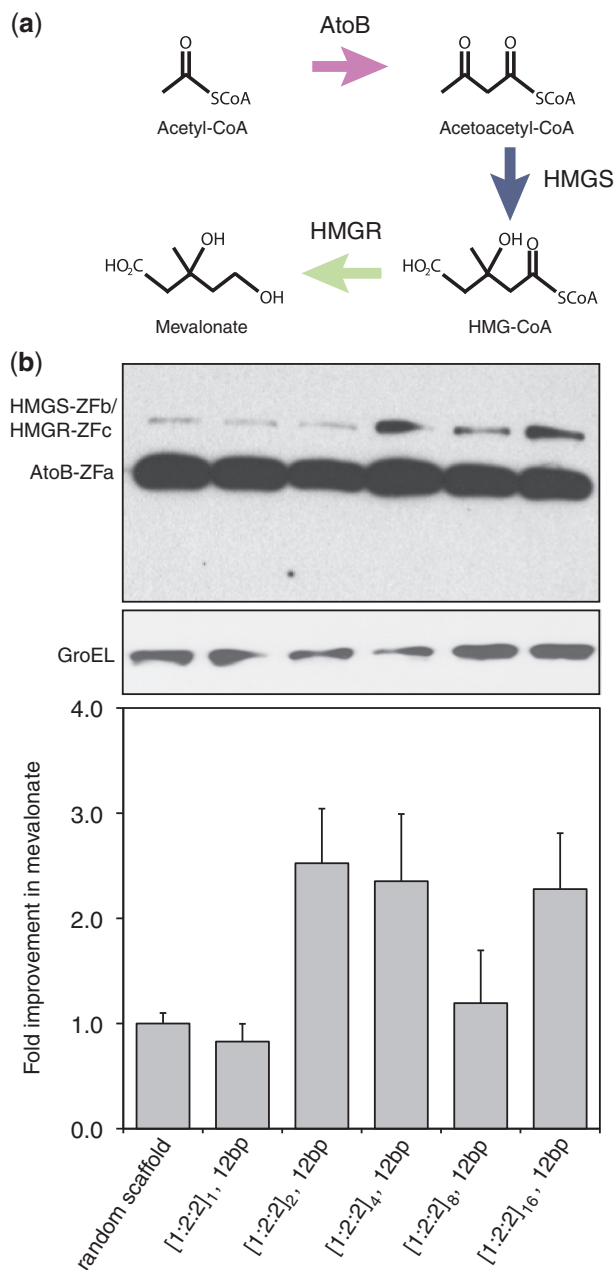 (a)
AtoB
O
SCoA
Acetyl-CoA
O O
SCoA
Acetoacetyl-CoA
HMGS
HMGR
HO₂C
OH
OH
Mevalonate
HO₂C
OH
O
SCoA
HMG-CoA
(b)
HMGS-ZFb/
HMGR-ZFc
AtoB-ZFa
GroEL
Fold improvement in mevalonate
4.0
3.0
2.0
1.0
0.0
random scaffold
[1:2:2]₁, 12bp
[1:2:2]₂, 12bp
[1:2:2]₄, 12bp
[1:2:2]₈, 12bp
[1:2:2]₁₆, 12bp